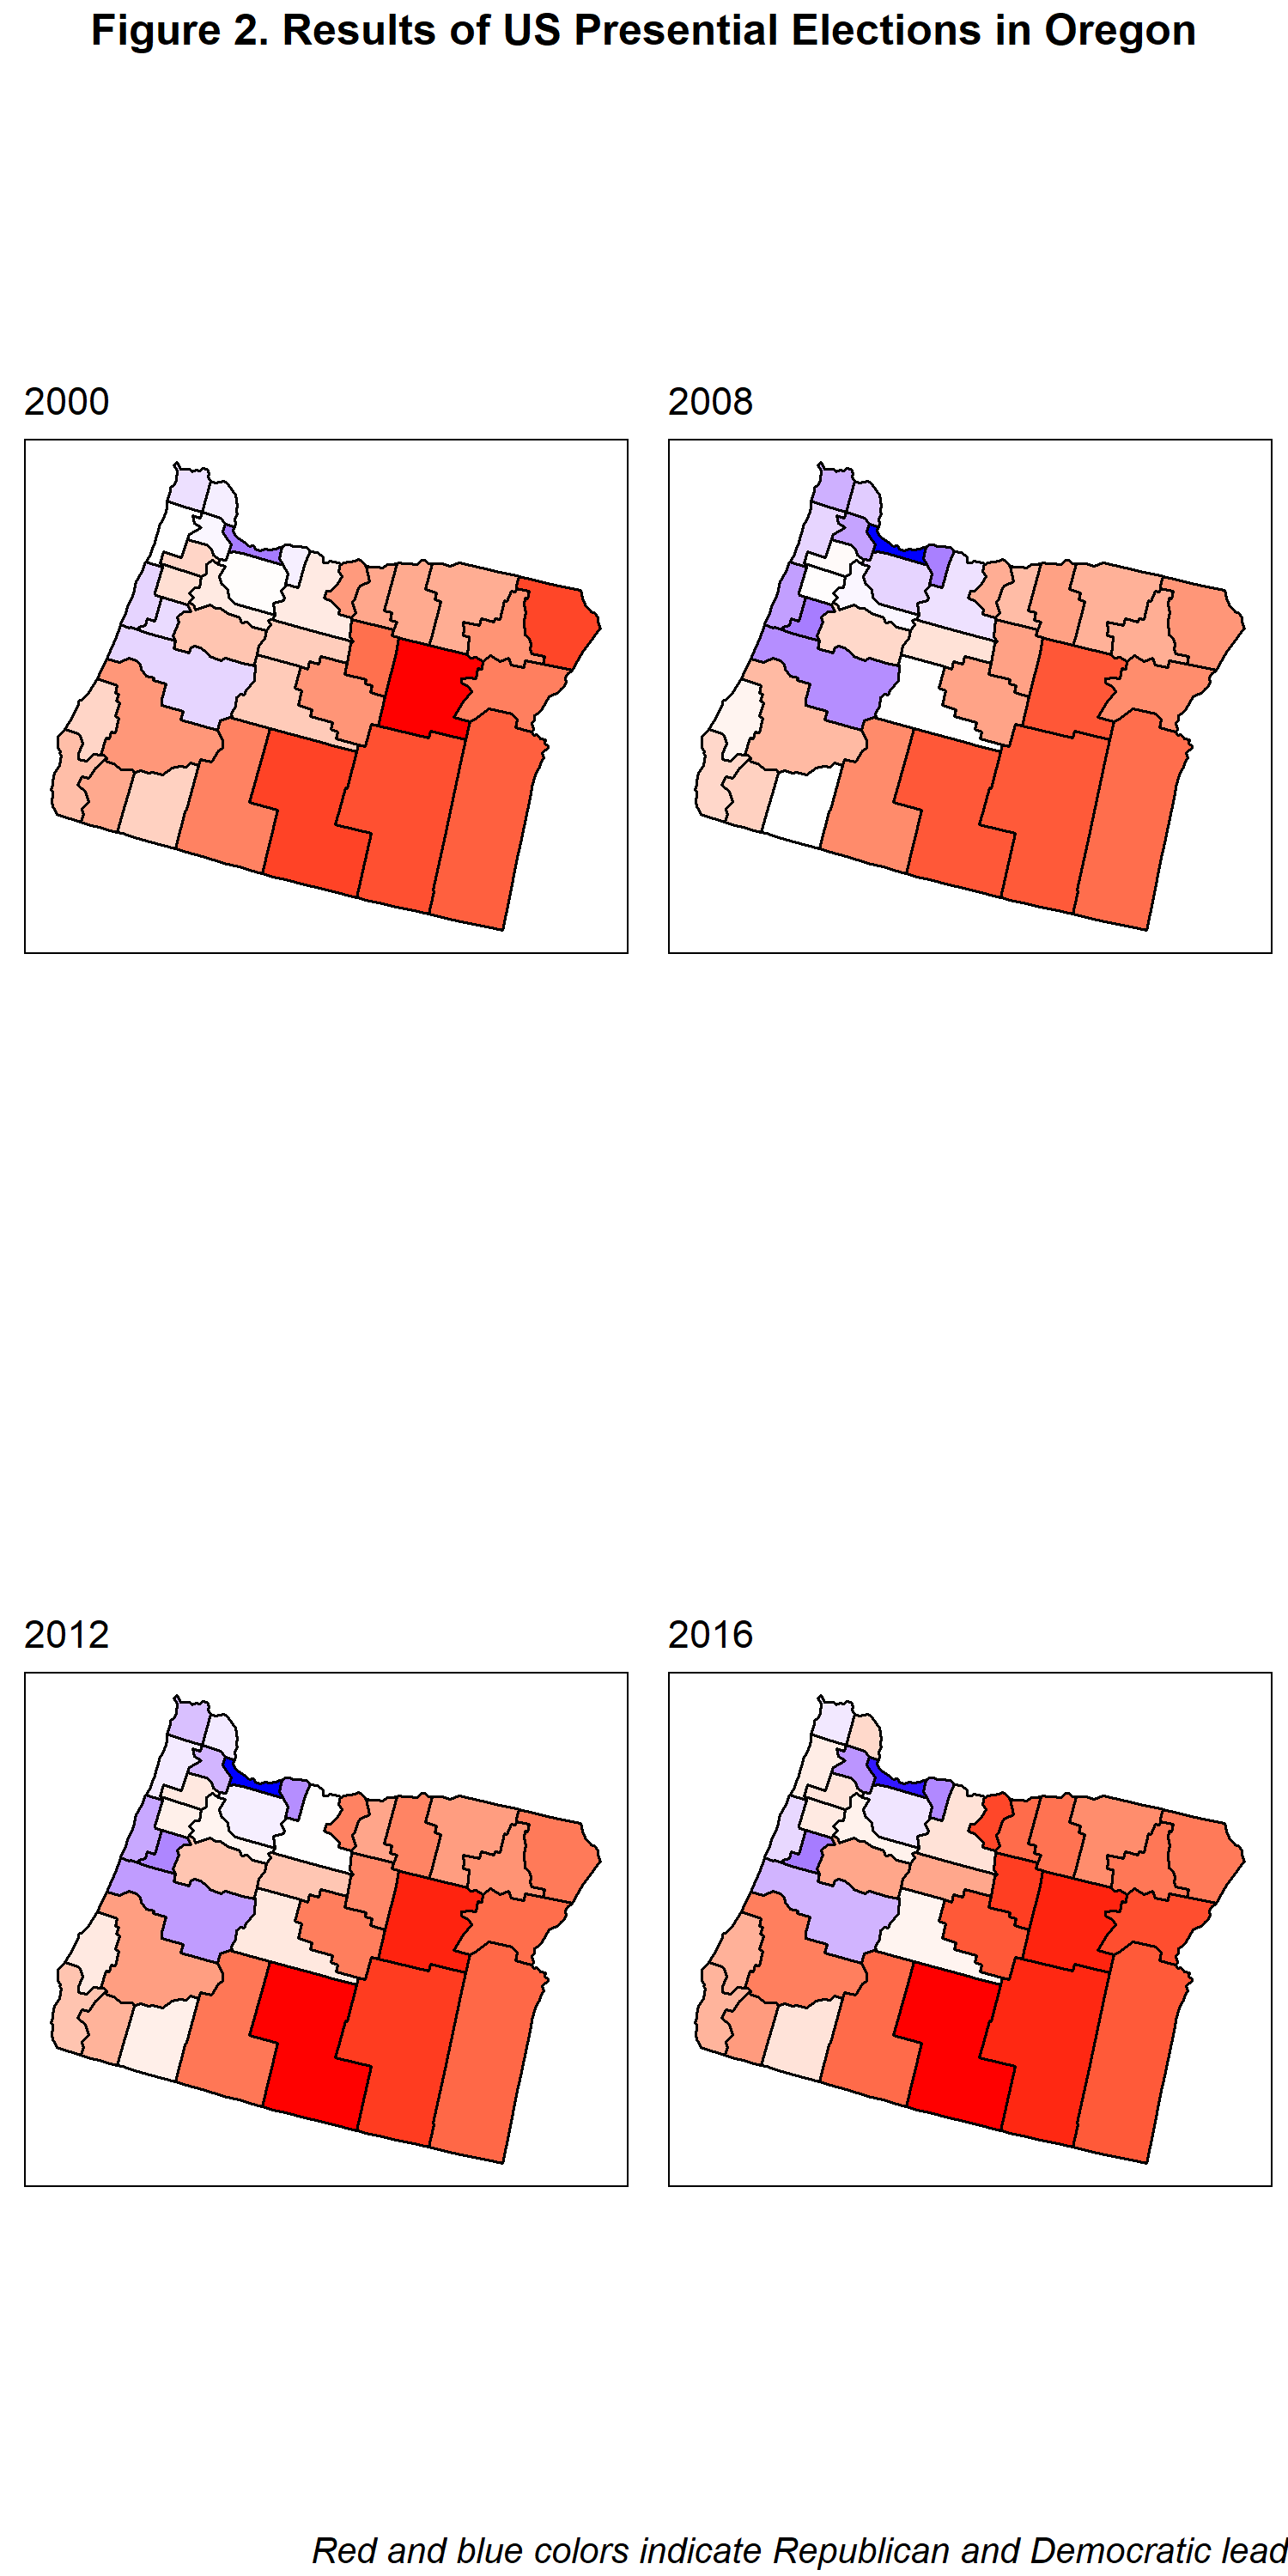 Figure 2. Results of US Presential Elections in Oregon
2000
2008
2012
2016
Red and blue colors indicate Republican and Democratic lead